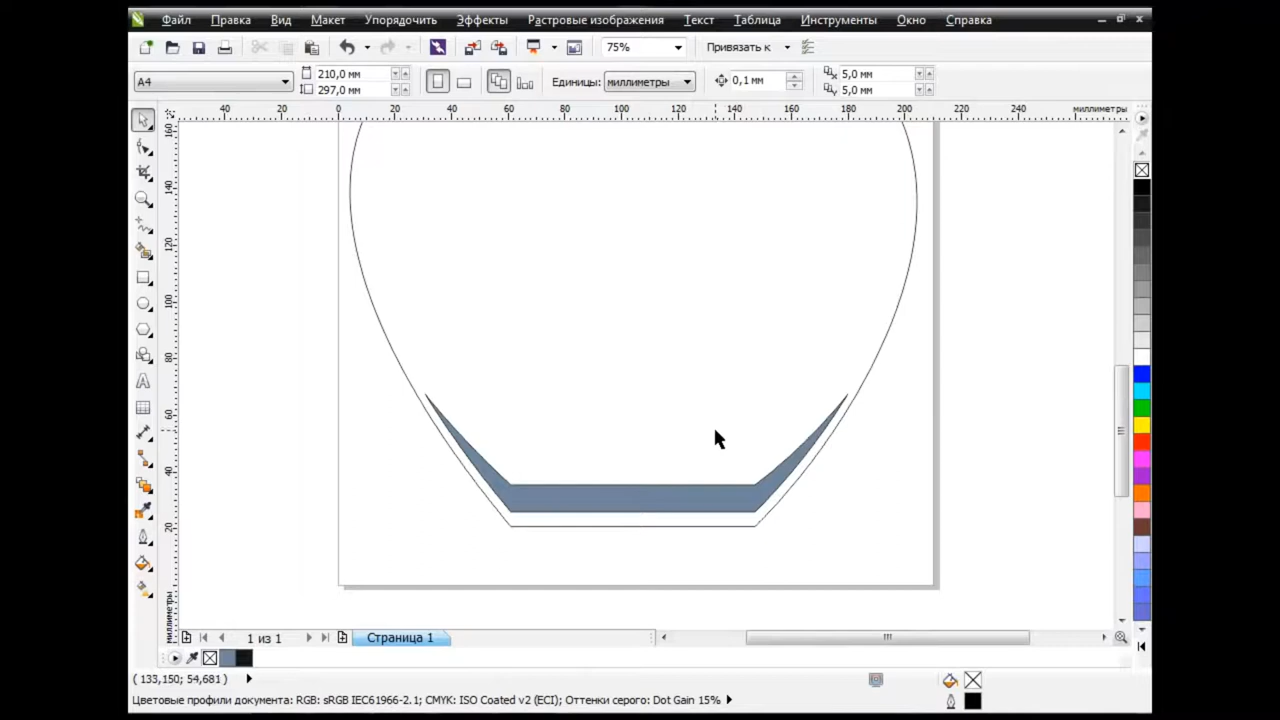 Файл Правка Вид Макет Упорядочить Эффекты Растровые изображения Текст Таблица Инструменты Окно Справка
75% Привязать к
A4 210,0 мм 297,0 мм Единицы: миллиметры 0,1 мм 5,0 мм 5,0 мм
40 20 0 20 40 60 80 100 120 140 160 180 200 220 240 миллиметры
160
140
120
100
80
60
40
20
миллиметры
1 из 1 Страница 1
( 133,150; 54,681 )
Цветовые профили документа: RGB: sRGB IEC61966-2.1; CMYK: ISO Coated v2 (ECI); Оттенки серого: Dot Gain 15%